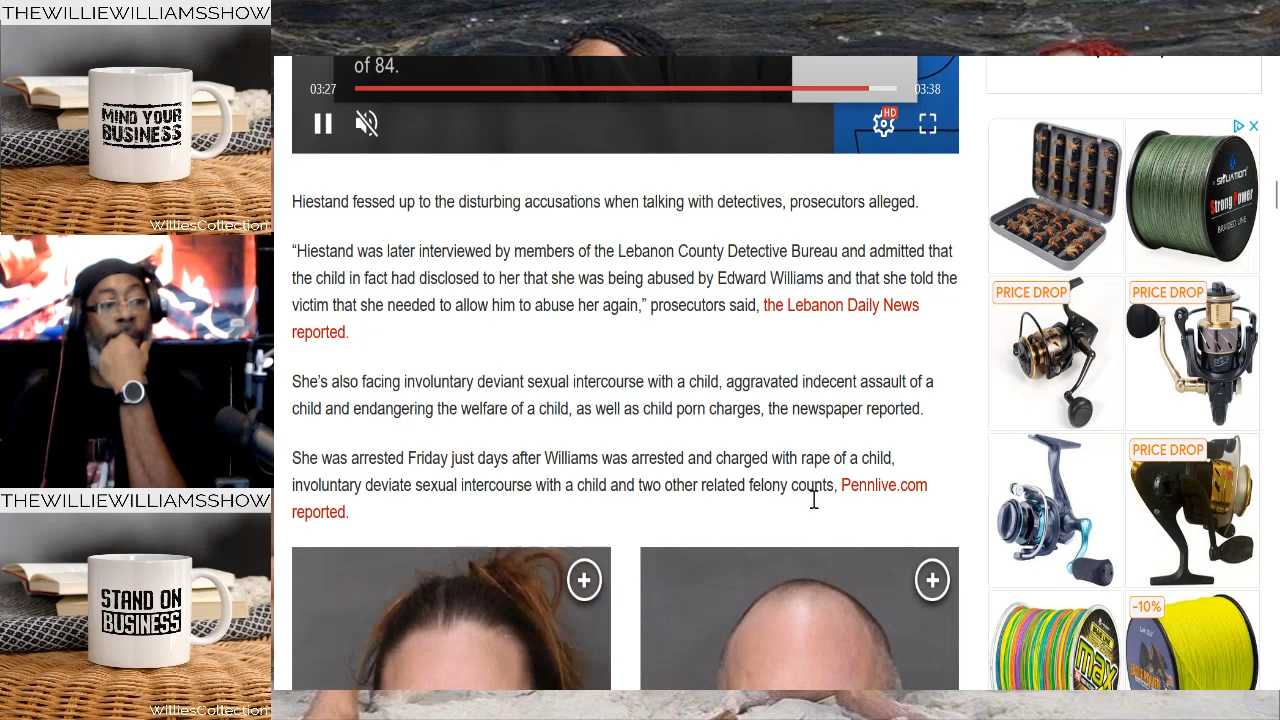 THEWILLIEWILLIAMSSHOW
MIND YOUR
BUSINESS
WilliesCollection
THEWILLIEWILLIAMSSHOW
STAND ON
BUSINESS
WilliesCollection
of 84.
03:27
03:38
HD
Hiestand fessed up to the disturbing accusations when talking with detectives, prosecutors alleged.
“Hiestand was later interviewed by members of the Lebanon County Detective Bureau and admitted that
the child in fact had disclosed to her that she was being abused by Edward Williams and that she told the
victim that she needed to allow him to abuse her again,” prosecutors said, the Lebanon Daily News
reported.
She’s also facing involuntary deviant sexual intercourse with a child, aggravated indecent assault of a
child and endangering the welfare of a child, as well as child porn charges, the newspaper reported.
She was arrested Friday just days after Williams was arrested and charged with rape of a child,
involuntary deviate sexual intercourse with a child and two other related felony counts, Pennlive.com
reported.
Strong Power
BRAIDED LINE
PRICE DROP
PRICE DROP
PRICE DROP
-10%
max